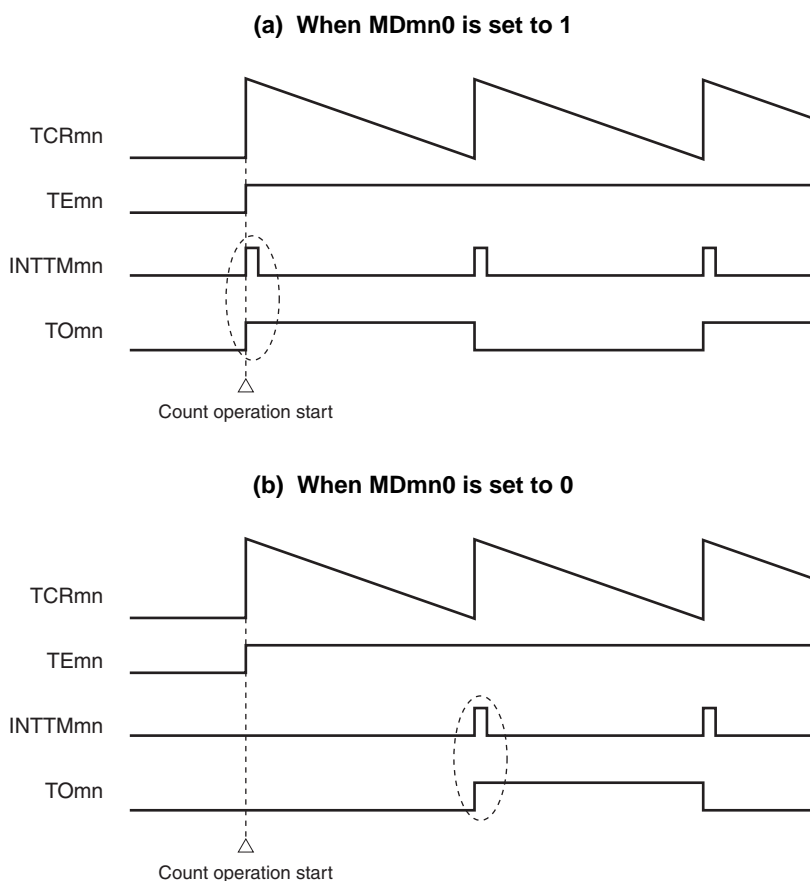 (a) When MDmn0 is set to 1
TCRmn
TEmn
INTTMmn
TOmn
Count operation start
(b) When MDmn0 is set to 0
TCRmn
TEmn
INTTMmn
TOmn
Count operation start